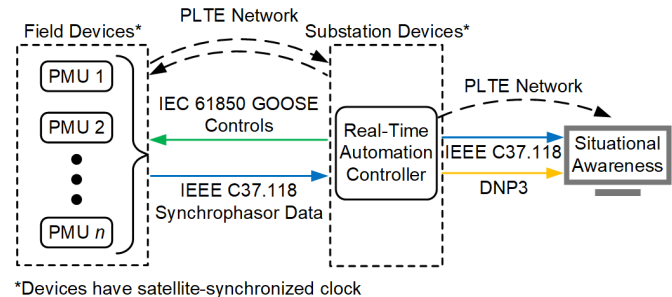 PLTE Network
Field Devices*
Substation Devices*
PMU 1
PMU 2
PMU n
IEC 61850 GOOSE
Controls
IEEE C37.118
Synchrophasor Data
Real-Time
Automation
Controller
PLTE Network
IEEE C37.118
DNP3
Situational
Awareness
*Devices have satellite-synchronized clock